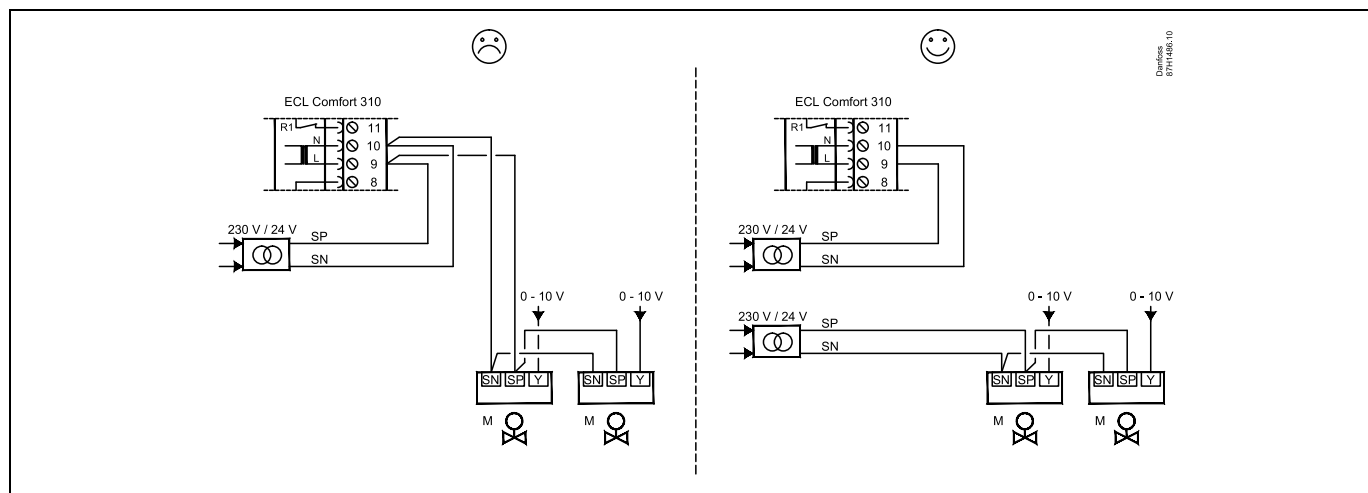 Danfoss
87H1486.10
ECL Comfort 310
R1
11
N
10
L
9
8
230 V / 24 V
SP
SN
0 - 10 V
0 - 10 V
SN SP Y
SN SP Y
M
M
ECL Comfort 310
R1
11
N
10
L
9
8
230 V / 24 V
SP
SN
230 V / 24 V
SP
SN
0 - 10 V
0 - 10 V
SN SP Y
SN SP Y
M
M